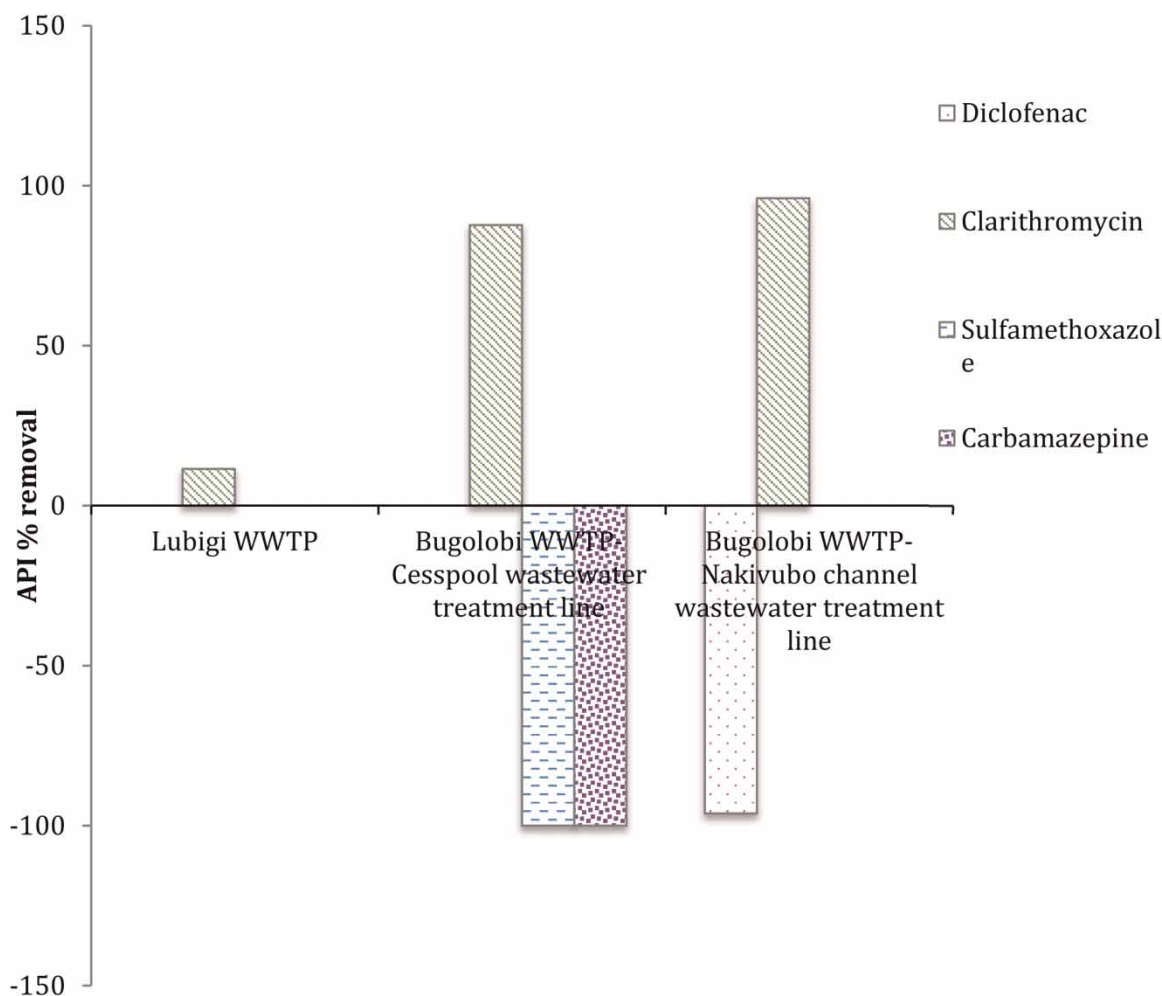 150
100
50
0
-50
-100
-150
API % removal
Lubigi WWTP
Bugolobi WWTP-
Cesspool wastewater
treatment line
Bugolobi WWTP-
Nakivubo channel
wastewater treatment
line
Diclofenac
Clarithromycin
Sulfamethoxazol
e
Carbamazepine